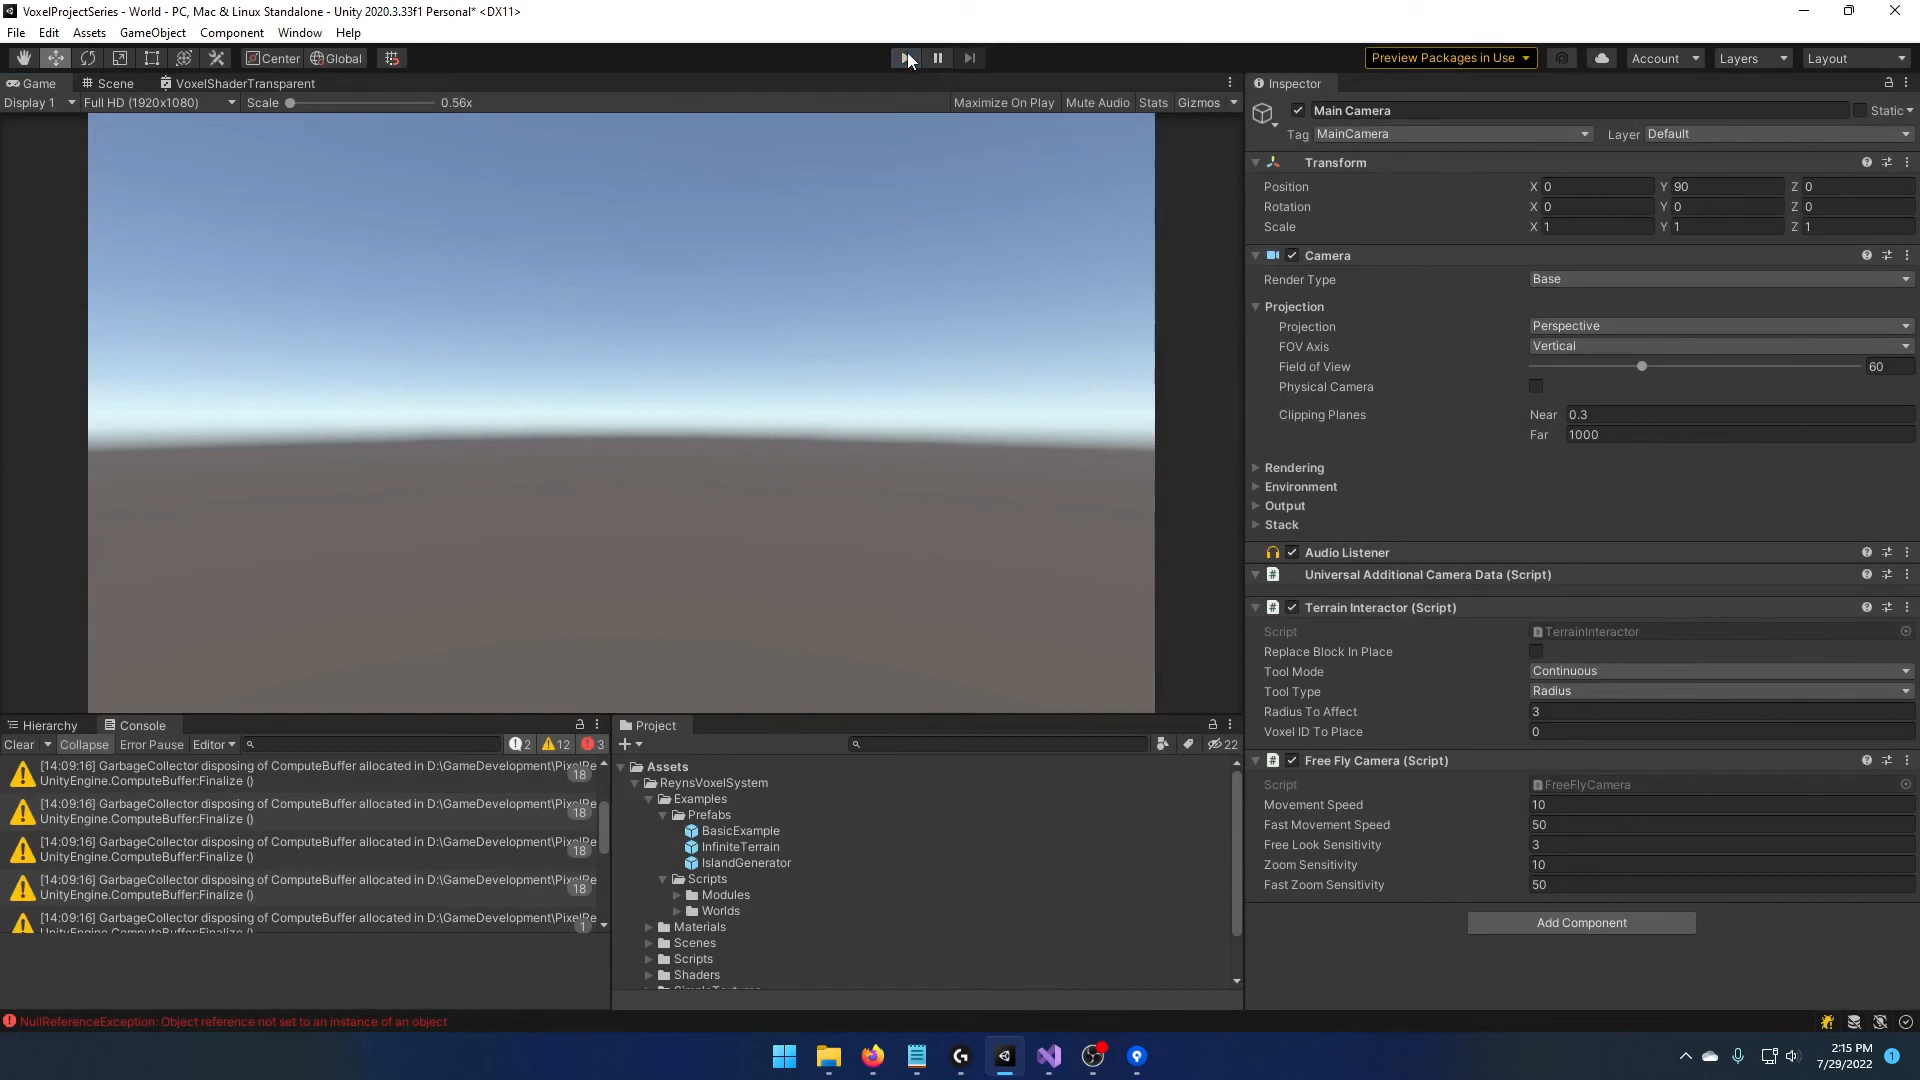 VoxelProjectSeries - World - PC, Mac & Linux Standalone - Unity 2020.3.33f1 Personal* <DX11>
File Edit Assets GameObject Component Window Help
Center Global
Preview Packages in Use Account Layers Layout
Game Scene VoxelShaderTransparent
Display 1 Full HD (1920x1080) Scale 0.56x Maximize On Play Mute Audio Stats Gizmos
Inspector
Main Camera Static
Tag MainCamera Layer Default
Transform
Position X 0 Y 90 Z 0
Rotation X 0 Y 0 Z 0
Scale X 1 Y 1 Z 1
Camera
Render Type Base
Projection
Projection Perspective
FOV Axis Vertical
Field of View 60
Physical Camera
Clipping Planes Near 0.3
Far 1000
Rendering
Environment
Output
Stack
Audio Listener
Universal Additional Camera Data (Script)
Terrain Interactor (Script)
Script TerrainInteractor
Replace Block In Place
Tool Mode Continuous
Tool Type Radius
Radius To Affect 3
Voxel ID To Place 0
Free Fly Camera (Script)
Script FreeFlyCamera
Movement Speed 10
Fast Movement Speed 50
Free Look Sensitivity 3
Zoom Sensitivity 10
Fast Zoom Sensitivity 50
Add Component
Hierarchy Console
Clear Collapse Error Pause Editor 2 12 3
[14:09:16] GarbageCollector disposing of ComputeBuffer allocated in D:\GameDevelopment\PixelRe 18
UnityEngine.ComputeBuffer:Finalize ()
[14:09:16] GarbageCollector disposing of ComputeBuffer allocated in D:\GameDevelopment\PixelRe 18
UnityEngine.ComputeBuffer:Finalize ()
[14:09:16] GarbageCollector disposing of ComputeBuffer allocated in D:\GameDevelopment\PixelRe 18
UnityEngine.ComputeBuffer:Finalize ()
[14:09:16] GarbageCollector disposing of ComputeBuffer allocated in D:\GameDevelopment\PixelRe 18
UnityEngine.ComputeBuffer:Finalize ()
[14:09:16] GarbageCollector disposing of ComputeBuffer allocated in D:\GameDevelopment\PixelRe 1
UnityEngine.ComputeBuffer:Finalize ()
Project
22
Assets
ReynsVoxelSystem
Examples
Prefabs
BasicExample
InfiniteTerrain
IslandGenerator
Scripts
Modules
Worlds
Materials
Scenes
Scripts
Shaders
SimpleTextures
NullReferenceException: Object reference not set to an instance of an object
2:15 PM
7/29/2022
1